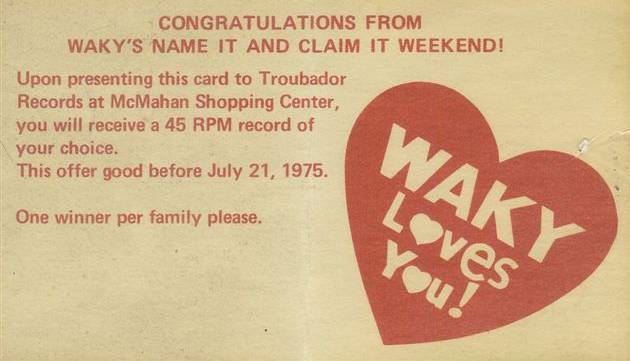 CONGRATULATIONS FROM
WAKY'S NAME IT AND CLAIM IT WEEKEND!
Upon presenting this card to Troubador
Records at McMahan Shopping Center,
you will receive a 45 RPM record of
your choice.
This offer good before July 21, 1975.
One winner per family please.
WAKY
Loves
You!